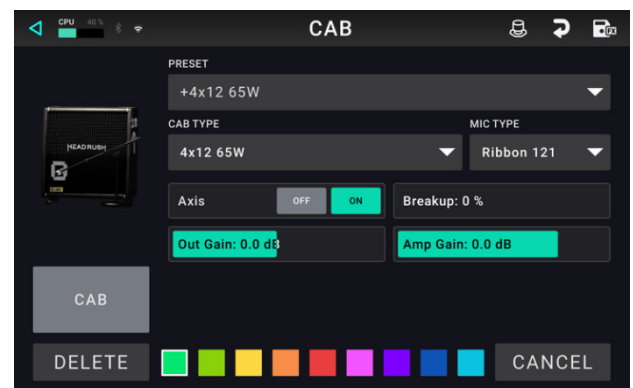 CPU 40 %
CAB
FX
PRESET
+4x12 65W
CAB TYPE
MIC TYPE
4x12 65W
Ribbon 121
HEADRUSH
Axis
OFF
ON
Breakup: 0 %
Out Gain: 0.0 dB
Amp Gain: 0.0 dB
CAB
DELETE
CANCEL